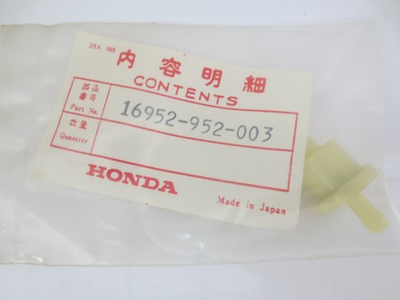 内容明細
CONTENTS
部品番号
Part No.
16952-952-003
数量
Quantity
HONDA
Made in Japan